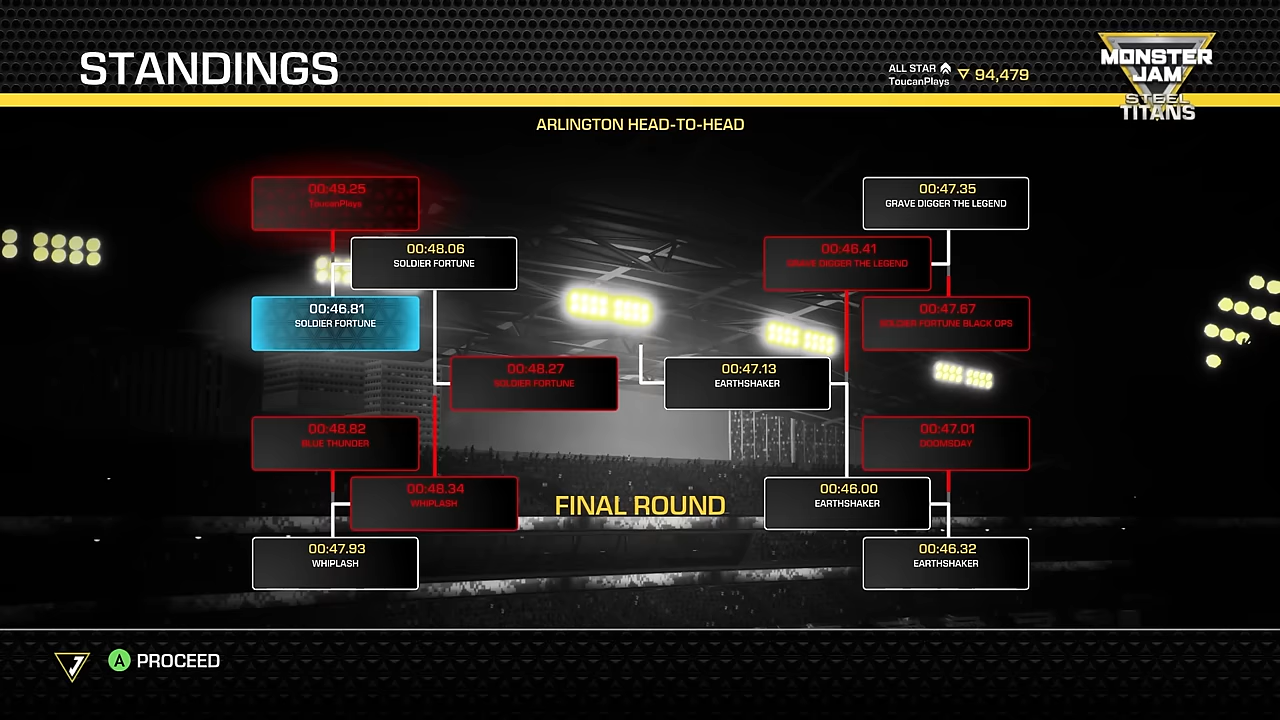 STANDINGS
ALL STAR
ToucanPlays
94,479
MONSTER
JAM
STEEL
TITANS
ARLINGTON HEAD-TO-HEAD
00:49.25
ToucanPlays
00:47.35
GRAVE DIGGER THE LEGEND
00:48.06
SOLDIER FORTUNE
00:46.41
GRAVE DIGGER THE LEGEND
00:46.81
SOLDIER FORTUNE
00:47.67
SOLDIER FORTUNE BLACK OPS
00:48.27
SOLDIER FORTUNE
00:47.13
EARTHSHAKER
00:48.82
BLUE THUNDER
00:47.01
DOOMSDAY
00:48.34
WHIPLASH
FINAL ROUND
00:46.00
EARTHSHAKER
00:47.93
WHIPLASH
00:46.32
EARTHSHAKER
A PROCEED